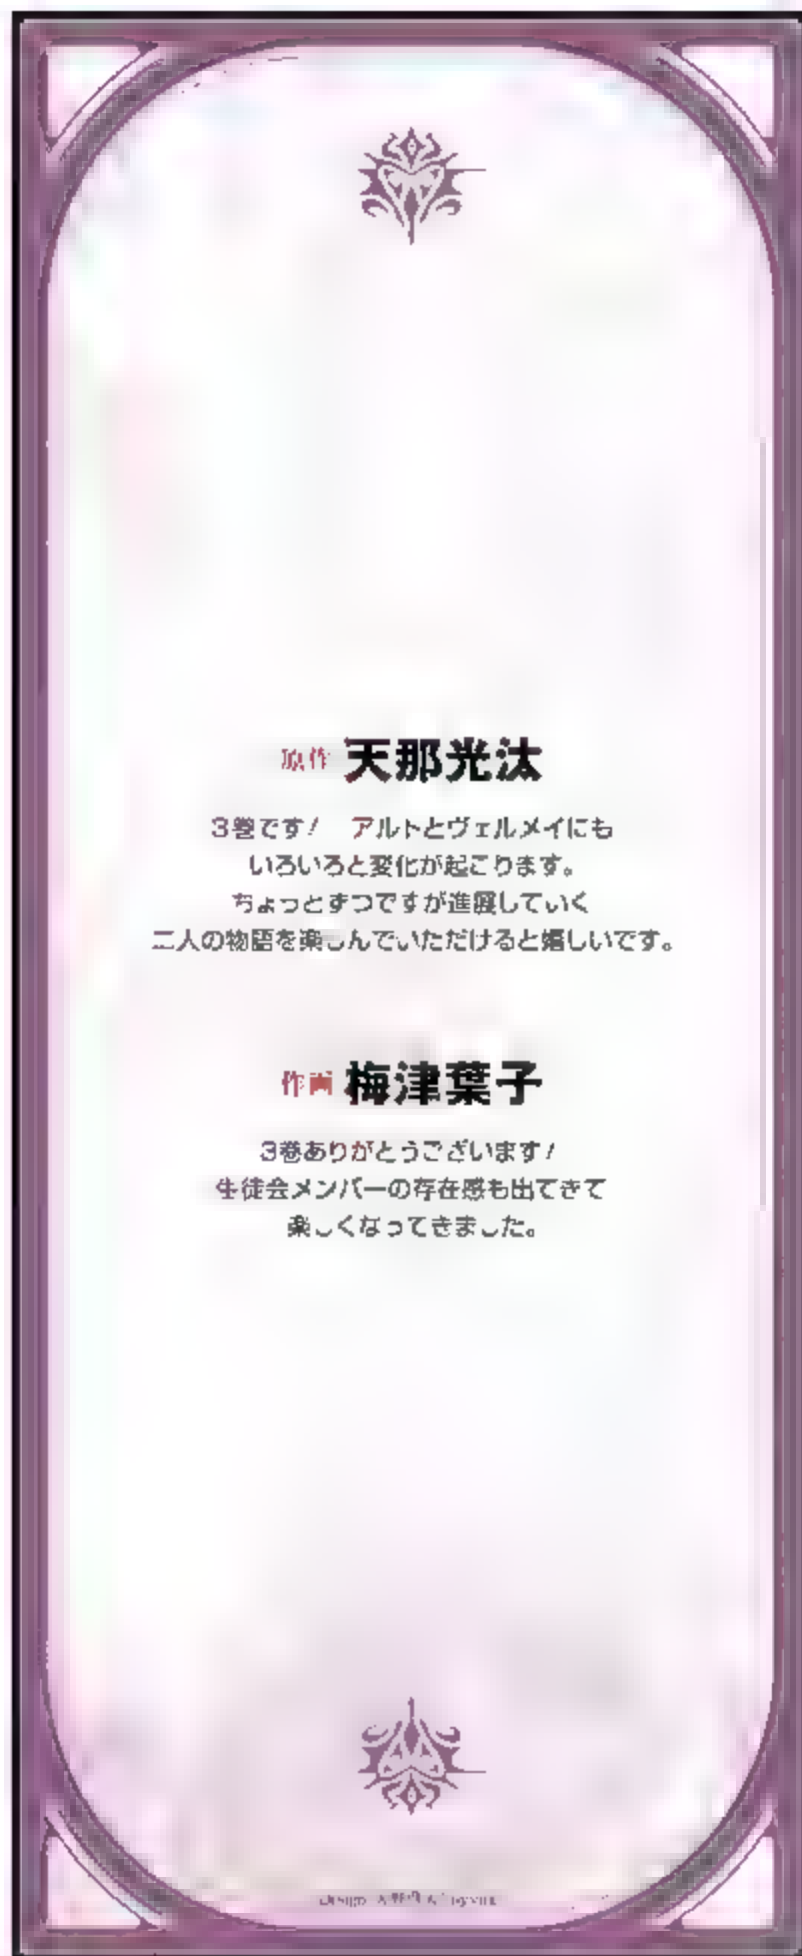 原作 天那光汰
3巻です! アルトとヴェルメイにも
いろいろと変化が起こります。
ちょっとずつですが進展していく
二人の物語を楽しんでいただけると嬉しいです。
作画 梅津葉子
3巻ありがとうございます!
生徒会メンバーの存在感も出てきて
楽しくなってきました。
Design